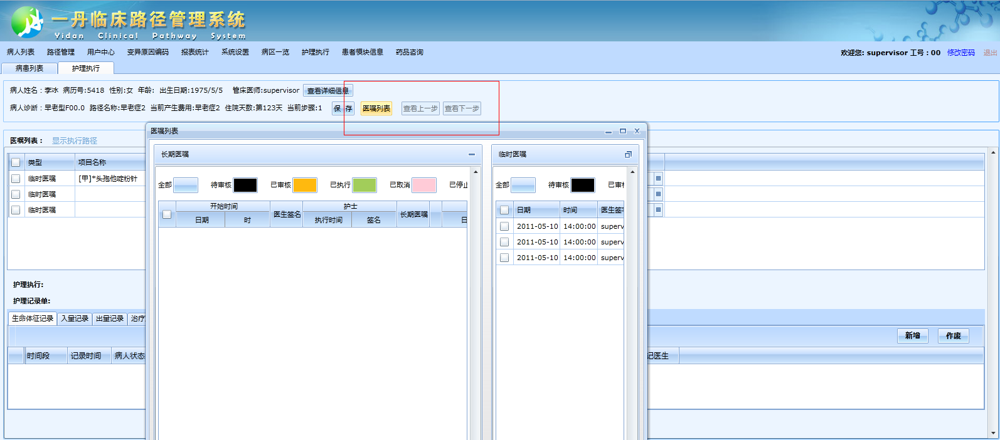 一丹临床路径管理系统
Yidan Clinical Pathway System
病人列表 路径管理 用户中心 变异原因编码 报表统计 系统设置 病区一览 护理执行 患者模块信息 药品咨询
欢迎您: supervisor 工号：00 修改密码 退出
病患列表 护理执行
病人姓名：李冰 病历号:5418 性别:女 年龄: 出生日期:1975/5/5 管床医师:supervisor 查看详细信息
病人诊断：早老型F00.0 路径名称:早老症2 当前产生费用:早老症2 住院天数:第123天 当前步骤:1 保 存 医嘱列表 查看上一步 查看下一步
医嘱列表： 显示执行路径
类型 项目名称
临时医嘱 [甲]*头孢他啶粉针
临时医嘱
临时医嘱
医嘱列表
长期医嘱
全部 待审核 已审核 已执行 已取消 已停止
开始时间 医生签名 护士 长期医嘱
日期 时 执行时间 签名 日
临时医嘱
全部 待审核 已审核
日期 时间 医生签
2011-05-10 14:00:00 superv
2011-05-10 14:00:00 superv
2011-05-10 14:00:00 superv
护理执行:
护理记录单:
生命体征记录 入量记录 出量记录 治疗
新增 作废
时间段 记录时间 病人状态 记医生